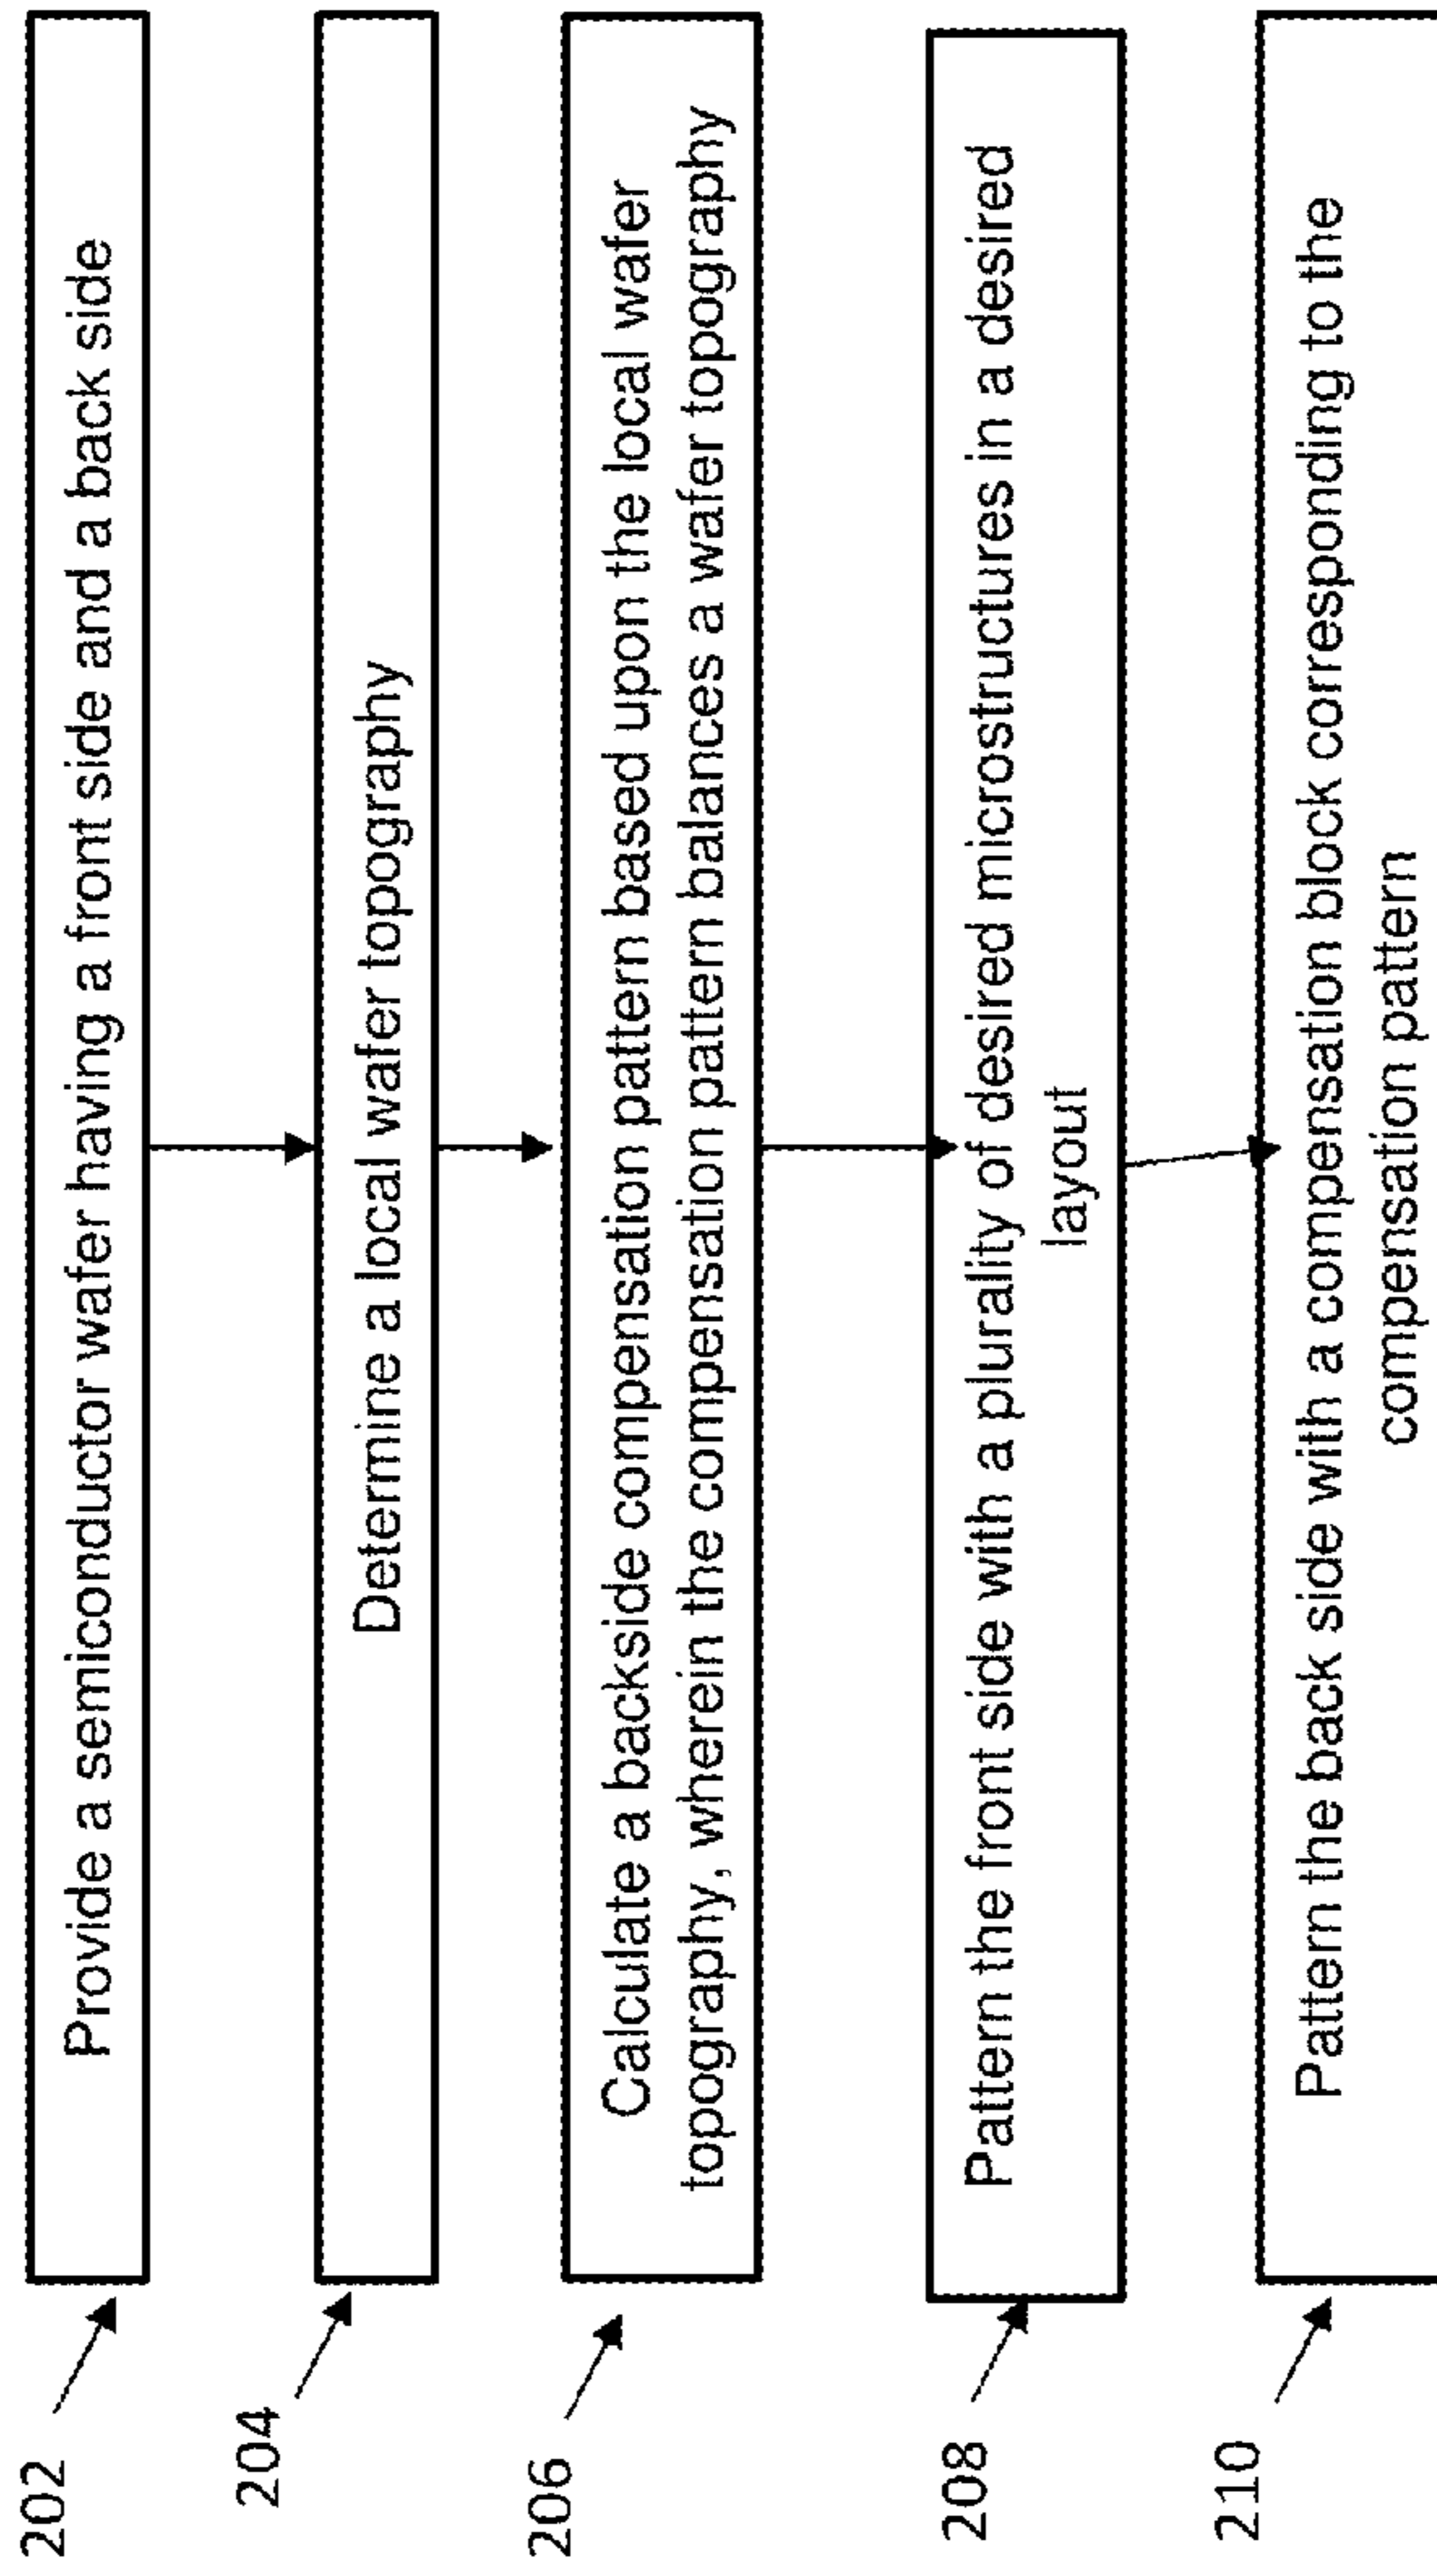 202
Provide a semiconductor wafer having a front side and a back side
204
Determine a local wafer topography
206
Calculate a backside compensation pattern based upon the local wafer
topography, wherein the compensation pattern balances a wafer topography
208
Pattern the front side with a plurality of desired microstructures in a desired
layout
210
Pattern the back side with a compensation block corresponding to the
compensation pattern